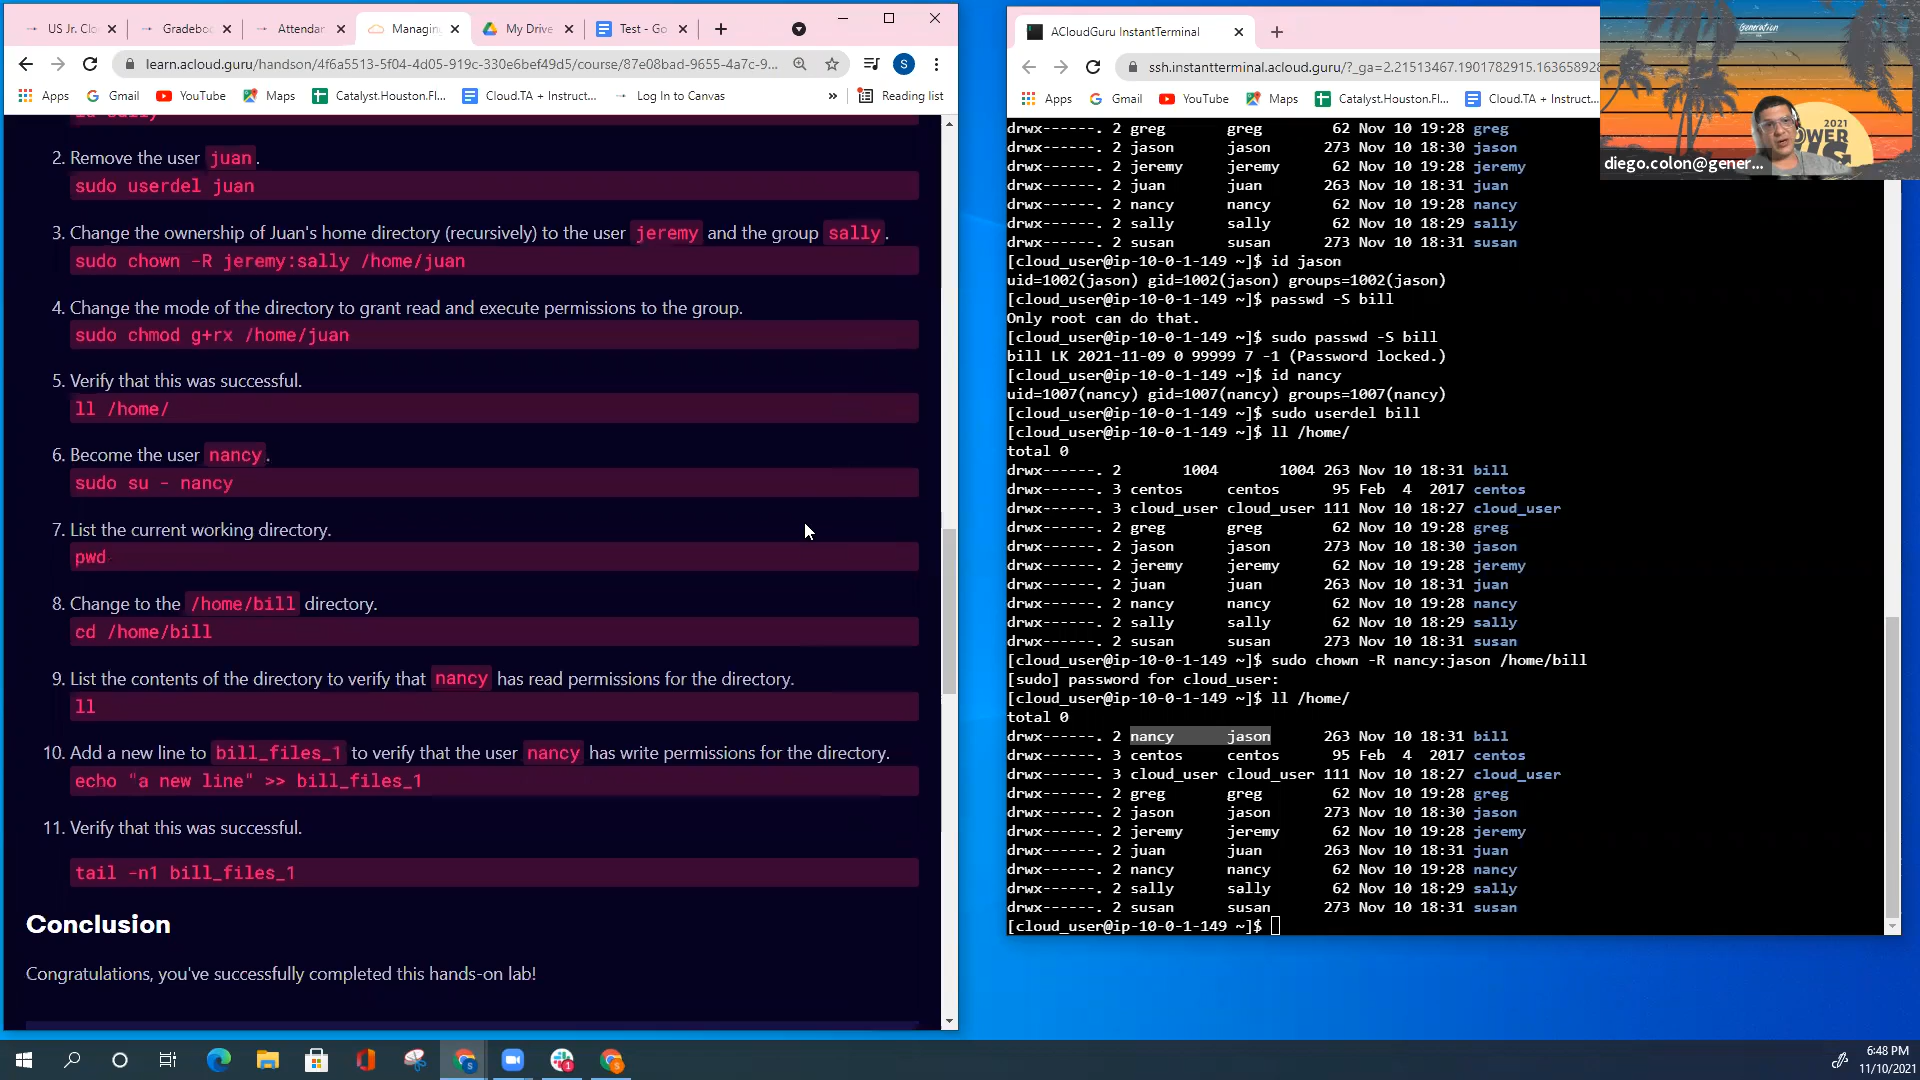 US Jr. Clo
Gradeboo
Attendar
Managing
My Drive
Test - Go
learn.acloud.guru/handson/4f6a5513-5f04-4d05-919c-330e6bef49d5/course/87e08bad-9655-4a7c-9...
S
Apps
Gmail
YouTube
Maps
Catalyst.Houston.Fl...
Cloud.TA + Instruct...
Log In to Canvas
»
Reading list
2. Remove the user juan.
sudo userdel juan
3. Change the ownership of Juan's home directory (recursively) to the user jeremy and the group sally.
sudo chown -R jeremy:sally /home/juan
4. Change the mode of the directory to grant read and execute permissions to the group.
sudo chmod g+rx /home/juan
5. Verify that this was successful.
ll /home/
6. Become the user nancy.
sudo su - nancy
7. List the current working directory.
pwd
8. Change to the /home/bill directory.
cd /home/bill
9. List the contents of the directory to verify that nancy has read permissions for the directory.
ll
10. Add a new line to bill_files_1 to verify that the user nancy has write permissions for the directory.
echo "a new line" >> bill_files_1
11. Verify that this was successful.
tail -n1 bill_files_1
Conclusion
Congratulations, you've successfully completed this hands-on lab!
ACloudGuru InstantTerminal
ssh.instantterminal.acloud.guru/?_ga=2.21513467.1901782915.163658928
Apps
Gmail
YouTube
Maps
Catalyst.Houston.Fl...
Cloud.TA + Instruct...
drwx------. 2 greg greg 62 Nov 10 19:28 greg
drwx------. 2 jason jason 273 Nov 10 18:30 jason
drwx------. 2 jeremy jeremy 62 Nov 10 19:28 jeremy
drwx------. 2 juan juan 263 Nov 10 18:31 juan
drwx------. 2 nancy nancy 62 Nov 10 19:28 nancy
drwx------. 2 sally sally 62 Nov 10 18:29 sally
drwx------. 2 susan susan 273 Nov 10 18:31 susan
[cloud_user@ip-10-0-1-149 ~]$ id jason
uid=1002(jason) gid=1002(jason) groups=1002(jason)
[cloud_user@ip-10-0-1-149 ~]$ passwd -S bill
Only root can do that.
[cloud_user@ip-10-0-1-149 ~]$ sudo passwd -S bill
bill LK 2021-11-09 0 99999 7 -1 (Password locked.)
[cloud_user@ip-10-0-1-149 ~]$ id nancy
uid=1007(nancy) gid=1007(nancy) groups=1007(nancy)
[cloud_user@ip-10-0-1-149 ~]$ sudo userdel bill
[cloud_user@ip-10-0-1-149 ~]$ ll /home/
total 0
drwx------. 2 1004 1004 263 Nov 10 18:31 bill
drwx------. 3 centos centos 95 Feb 4 2017 centos
drwx------. 3 cloud_user cloud_user 111 Nov 10 18:27 cloud_user
drwx------. 2 greg greg 62 Nov 10 19:28 greg
drwx------. 2 jason jason 273 Nov 10 18:30 jason
drwx------. 2 jeremy jeremy 62 Nov 10 19:28 jeremy
drwx------. 2 juan juan 263 Nov 10 18:31 juan
drwx------. 2 nancy nancy 62 Nov 10 19:28 nancy
drwx------. 2 sally sally 62 Nov 10 18:29 sally
drwx------. 2 susan susan 273 Nov 10 18:31 susan
[cloud_user@ip-10-0-1-149 ~]$ sudo chown -R nancy:jason /home/bill
[sudo] password for cloud_user:
[cloud_user@ip-10-0-1-149 ~]$ ll /home/
total 0
drwx------. 2 nancy jason 263 Nov 10 18:31 bill
drwx------. 3 centos centos 95 Feb 4 2017 centos
drwx------. 3 cloud_user cloud_user 111 Nov 10 18:27 cloud_user
drwx------. 2 greg greg 62 Nov 10 19:28 greg
drwx------. 2 jason jason 273 Nov 10 18:30 jason
drwx------. 2 jeremy jeremy 62 Nov 10 19:28 jeremy
drwx------. 2 juan juan 263 Nov 10 18:31 juan
drwx------. 2 nancy nancy 62 Nov 10 19:28 nancy
drwx------. 2 sally sally 62 Nov 10 18:29 sally
drwx------. 2 susan susan 273 Nov 10 18:31 susan
[cloud_user@ip-10-0-1-149 ~]$
Generation
2021
diego.colon@gener...
6:48 PM
11/10/2021